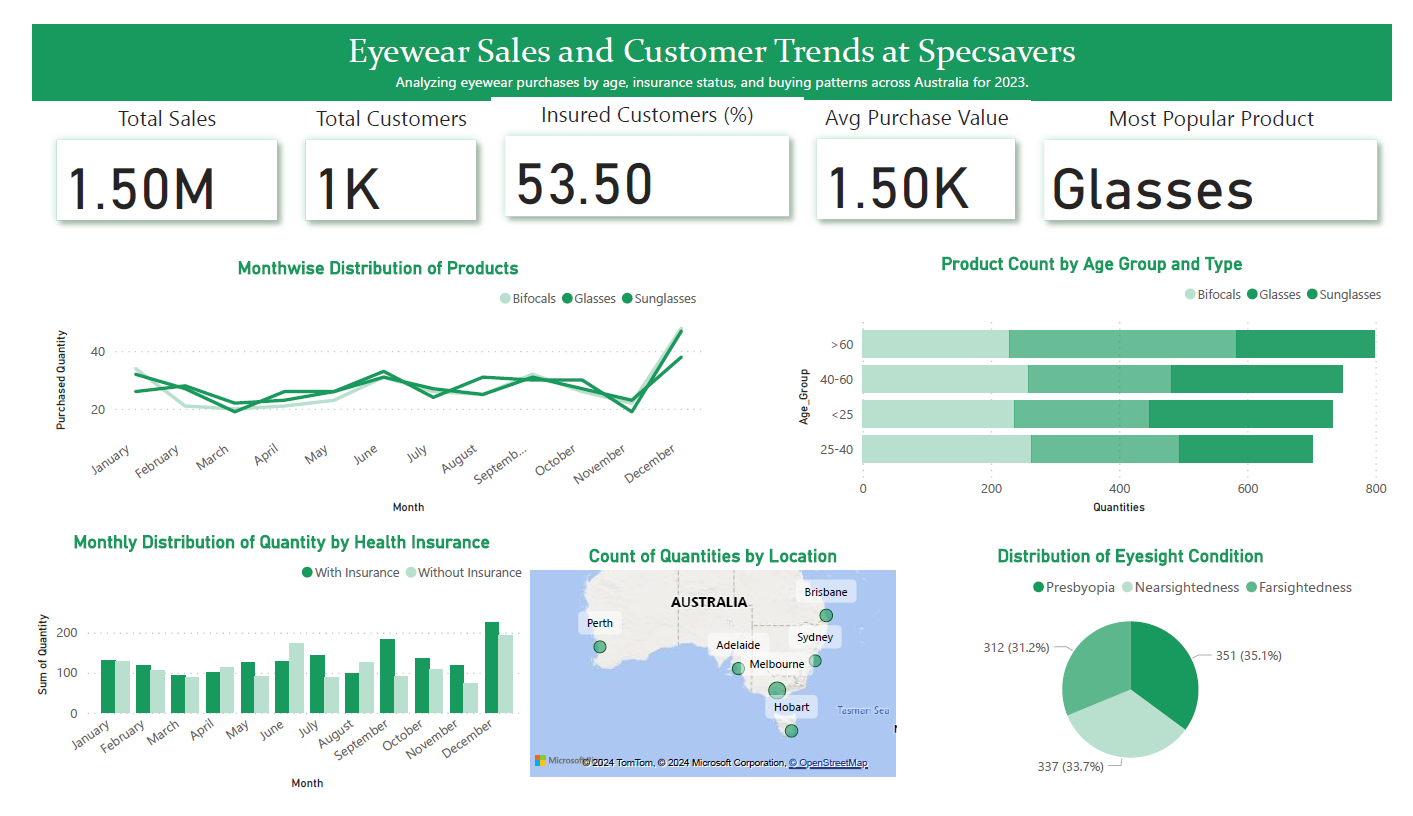 Eyewear Sales and Customer Trends at Specsavers
Analyzing eyewear purchases by age, insurance status, and buying patterns across Australia for 2023.
Total Sales
1.50M
Total Customers
1K
Insured Customers (%)
53.50
Avg Purchase Value
1.50K
Most Popular Product
Glasses
Monthwise Distribution of Products
Bifocals Glasses Sunglasses
Purchased Quantity
40
20
January February March April May June July August Septemb... October November December
Month
Product Count by Age Group and Type
Bifocals Glasses Sunglasses
Age_Group
>60
40-60
<25
25-40
0 200 400 600 800
Quantities
Monthly Distribution of Quantity by Health Insurance
With Insurance Without Insurance
Sum of Quantity
200
100
0
January February March April May June July August September October November December
Month
Count of Quantities by Location
AUSTRALIA
Brisbane
Perth
Sydney
Adelaide
Melbourne
Hobart
Tasman Sea
© 2024 TomTom, © 2024 Microsoft Corporation, © OpenStreetMap
Distribution of Eyesight Condition
Presbyopia Nearsightedness Farsightedness
312 (31.2%)
351 (35.1%)
337 (33.7%)